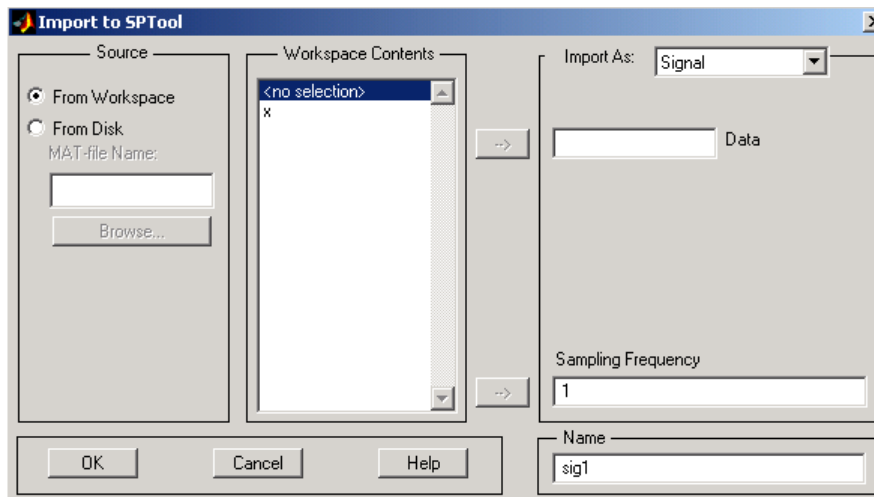 Import to SPTool
Source
From Workspace
From Disk
MAT-file Name:
Browse...
Workspace Contents
<no selection>
x
-->
-->
Import As:
Signal
Data
Sampling Frequency
1
OK
Cancel
Help
Name
sig1